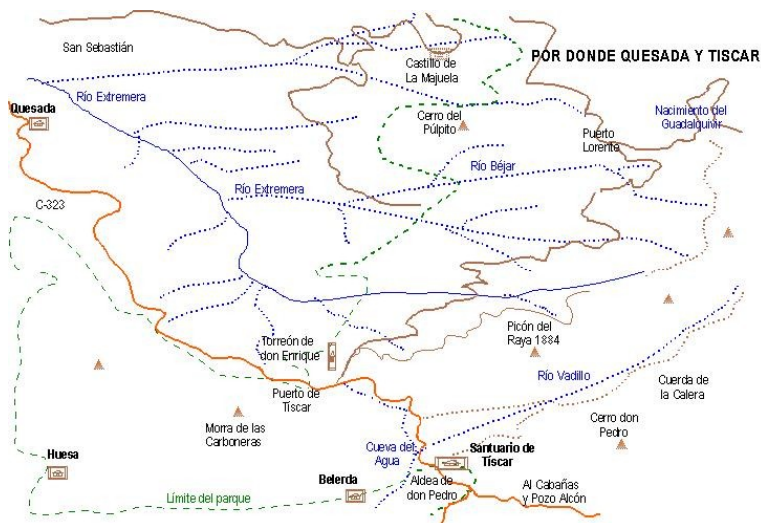 San Sebastián
Castillo de
La Majuela
POR DONDE QUESADA Y TISCAR
Río Extremera
Quesada
Cerro del
Púlpito
Nacimiento del
Guadalquivir
Puerto
Lorente
Río Béjar
Río Extremera
C-323
Torreón de
don Enrique
Picón del
Raya 1884
Río Vadillo
Puerto de
Tíscar
Cuerda de
la Calera
Morra de las
Carboneras
Cerro don
Pedro
Huesa
Cueva del
Agua
Santuario de
Tíscar
Belerda
Aldea de
don Pedro
Al Cabañas
y Pozo Alcón
Límite del parque